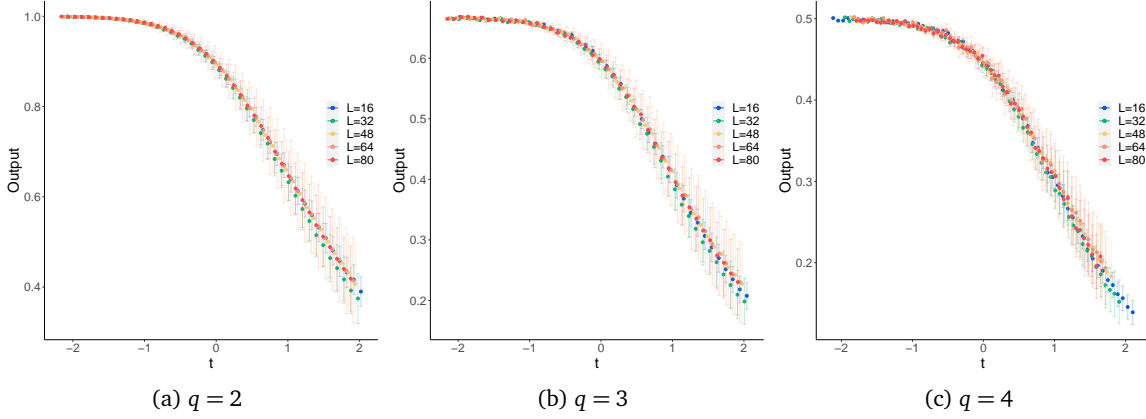 1.0
0.8
0.6
0.4
Output
−2
−1
0
1
2
t
L=16
L=32
L=48
L=64
L=80
(a) q = 2
0.6
0.5
0.4
0.3
0.2
Output
−2
−1
0
1
2
t
L=16
L=32
L=48
L=64
L=80
(b) q = 3
0.5
0.4
0.3
0.2
Output
−2
−1
0
1
2
t
L=16
L=32
L=48
L=64
L=80
(c) q = 4